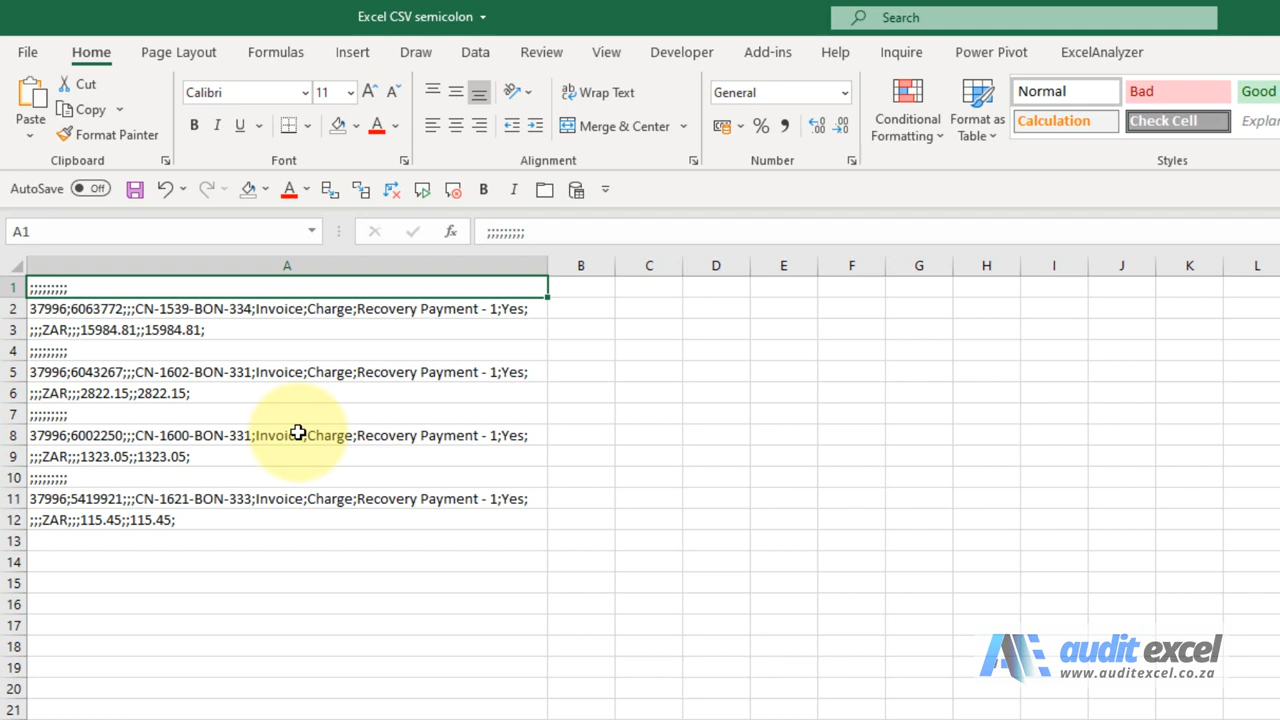 Excel CSV semicolon
Search
File Home Page Layout Formulas Insert Draw Data Review View Developer Add-ins Help Inquire Power Pivot ExcelAnalyzer
Paste
Cut
Copy
Format Painter
Clipboard
Calibri 11
B I U
Font
Wrap Text
Merge & Center
Alignment
General
%
Number
Conditional Formatting
Format as Table
Normal Bad Good
Calculation Check Cell
Styles
AutoSave Off
B I
A1 fx ;;;;;;;;;
A B C D E F G H I J K L
1 ;;;;;;;;;
2 37996;6063772;;;CN-1539-BON-334;Invoice;Charge;Recovery Payment - 1;Yes;
3 ;;;ZAR;;;15984.81;;15984.81;
4 ;;;;;;;;;
5 37996;6043267;;;CN-1602-BON-331;Invoice;Charge;Recovery Payment - 1;Yes;
6 ;;;ZAR;;;2822.15;;2822.15;
7 ;;;;;;;;;
8 37996;6002250;;;CN-1600-BON-331;Invoice;Charge;Recovery Payment - 1;Yes;
9 ;;;ZAR;;;1323.05;;1323.05;
10 ;;;;;;;;;
11 37996;5419921;;;CN-1621-BON-333;Invoice;Charge;Recovery Payment - 1;Yes;
12 ;;;ZAR;;;115.45;;115.45;
13
14
15
16
17
18
19
20
21
audit excel
www.auditexcel.co.za